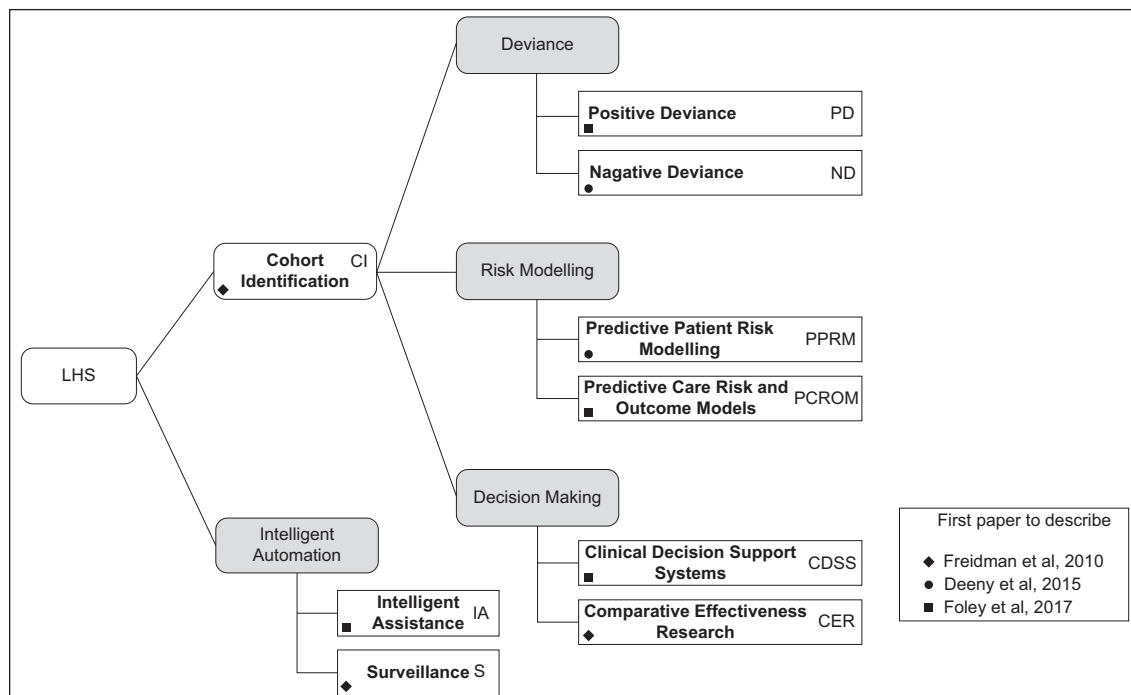 Deviance
Positive Deviance PD
Nagative Deviance ND
Cohort CI
Identification
Risk Modelling
Predictive Patient Risk
Modelling PPRM
Predictive Care Risk and
Outcome Models PCROM
LHS
Decision Making
Clinical Decision Support
Systems CDSS
Comparative Effectiveness
Research CER
Intelligent
Automation
Intelligent
Assistance IA
Surveillance S
First paper to describe
Freidman et al, 2010
Deeny et al, 2015
Foley et al, 2017